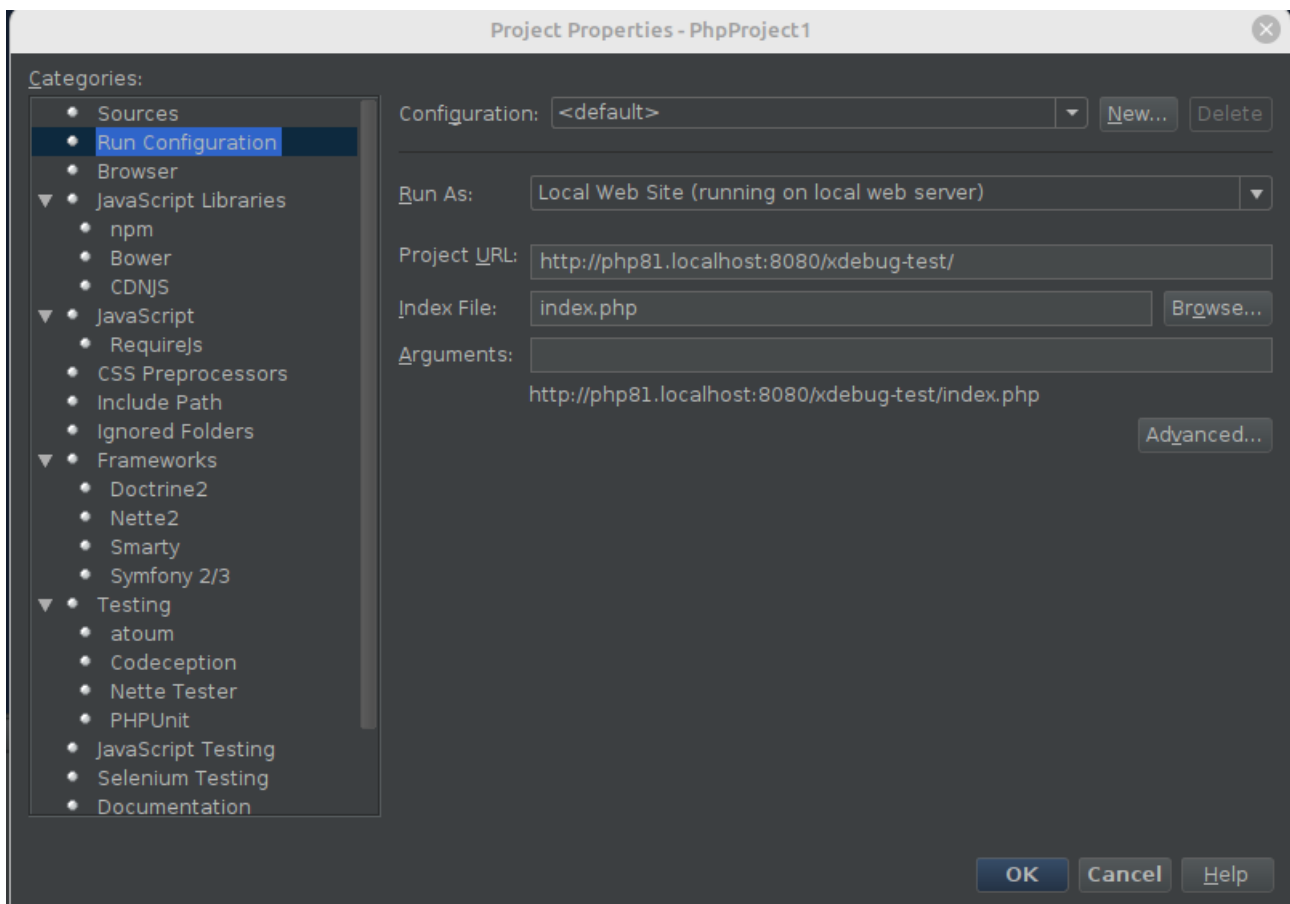 Project Properties - PhpProject1
Categories:
Sources
Run Configuration
Browser
JavaScript Libraries
npm
Bower
CDNJS
JavaScript
RequireJs
CSS Preprocessors
Include Path
Ignored Folders
Frameworks
Doctrine2
Nette2
Smarty
Symfony 2/3
Testing
atoum
Codeception
Nette Tester
PHPUnit
JavaScript Testing
Selenium Testing
Documentation
Configuration: <default> New... Delete
Run As: Local Web Site (running on local web server)
Project URL: http://php81.localhost:8080/xdebug-test/
Index File: index.php Browse...
Arguments:
http://php81.localhost:8080/xdebug-test/index.php
Advanced...
OK Cancel Help